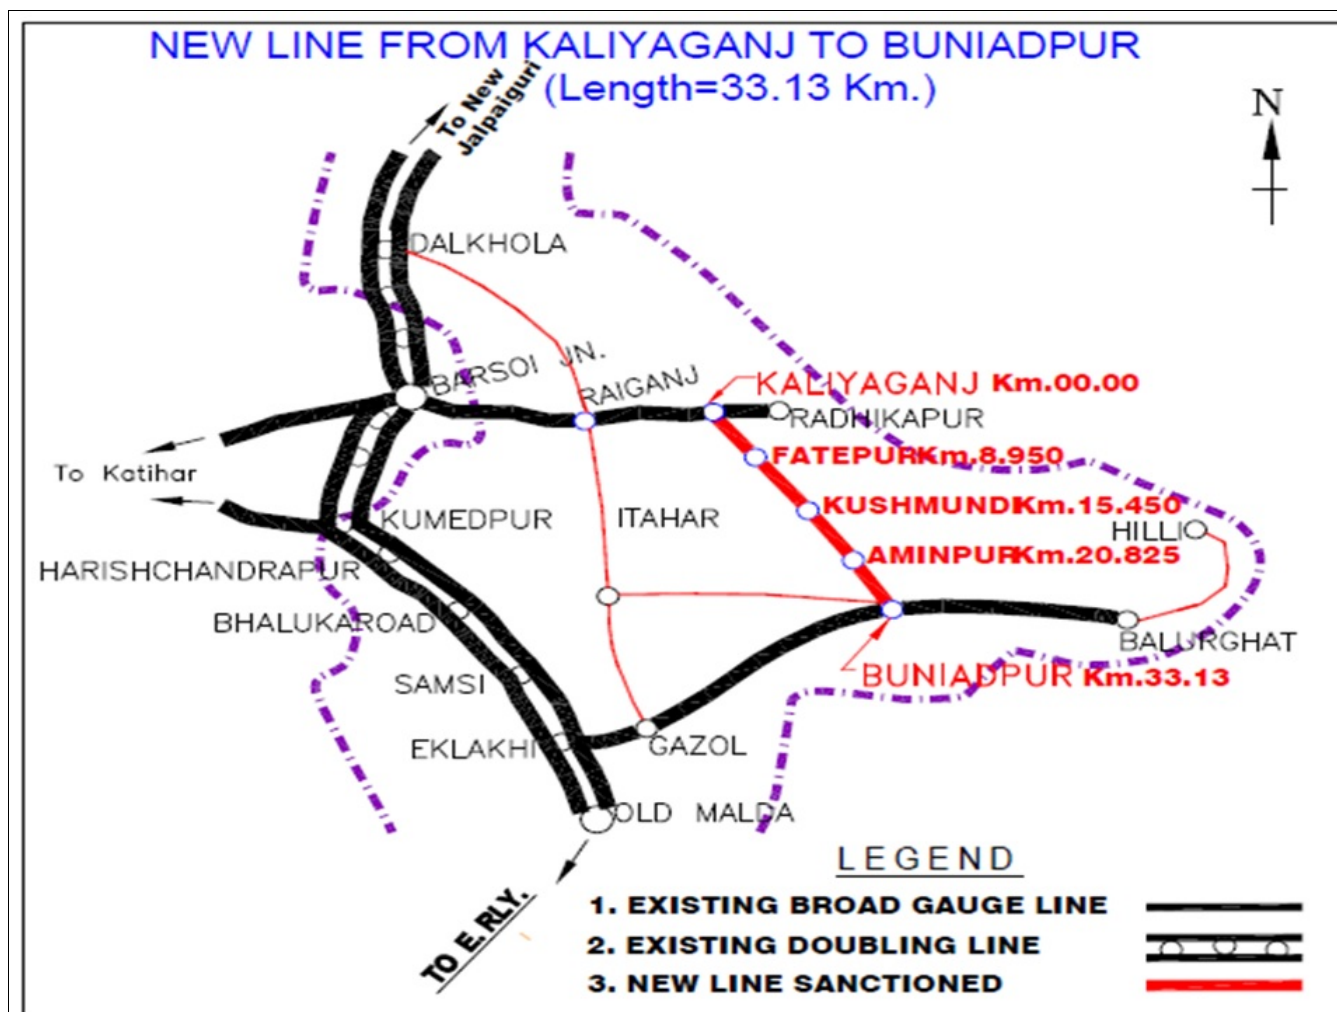 NEW LINE FROM KALIYAGANJ TO BUNIADPUR
(Length=33.13 Km.)
To New
Jalpaiguri
N
DALKHOLA
BARSOI JN.
RAIGANJ
KALIYAGANJ Km.00.00
RADHIKAPUR
To Katihar
FATEPUR Km.8.950
KUSHMUNDI Km.15.450
KUMEDPUR
ITAHAR
HILLI
AMINPUR Km.20.825
HARISHCHANDRAPUR
BHALUKAROAD
BALURGHAT
BUNIADPUR Km.33.13
SAMSI
EKLAKHI
GAZOL
OLD MALDA
TO E.RLY.
LEGEND
1. EXISTING BROAD GAUGE LINE
2. EXISTING DOUBLING LINE
3. NEW LINE SANCTIONED